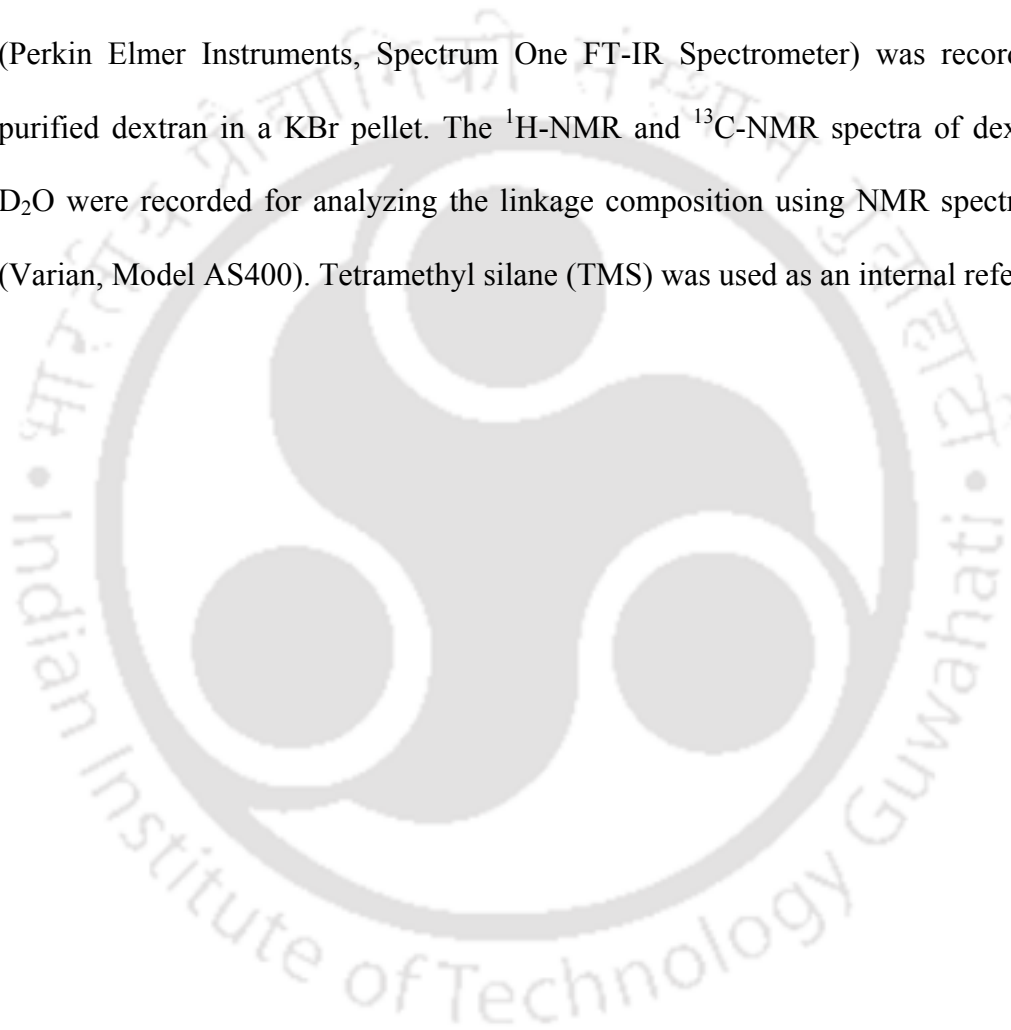 (Perkin Elmer Instruments, Spectrum One FT-IR Spectrometer) was recor
purified dextran in a KBr pellet. The ¹H-NMR and ¹³C-NMR spectra of dex
D₂O were recorded for analyzing the linkage composition using NMR spectr
(Varian, Model AS400). Tetramethyl silane (TMS) was used as an internal refe
Indian Institute of Technology Guwahati